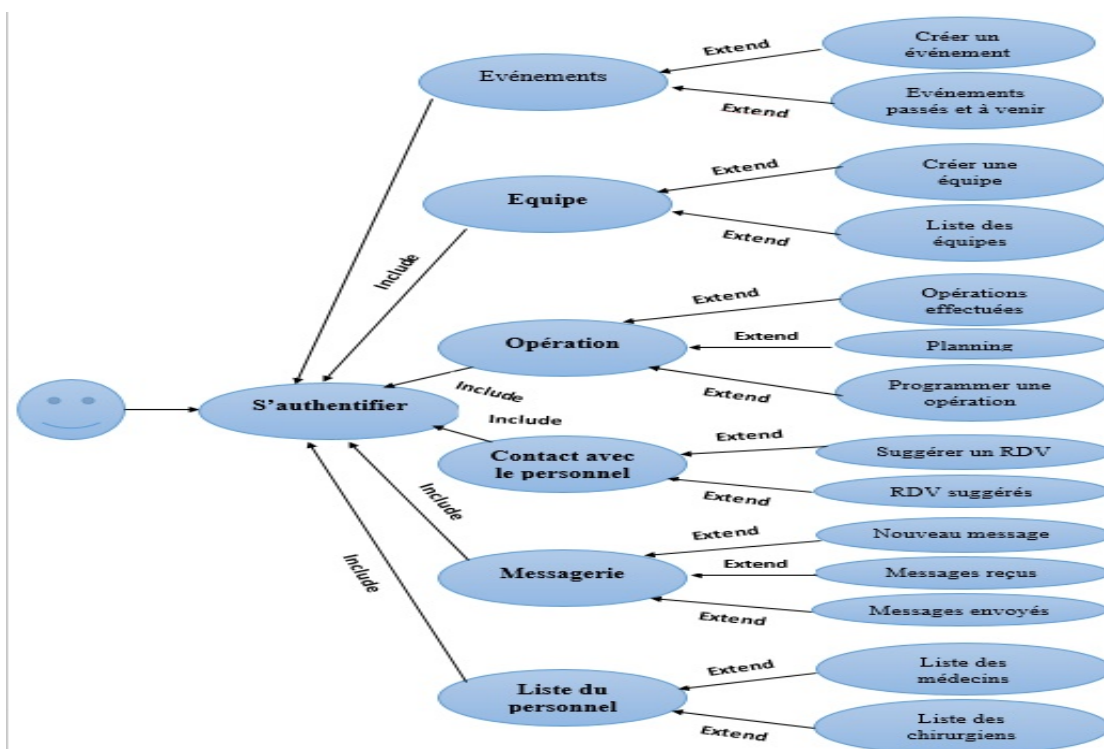 Extend
Créer un
événement
Evénements
Extend
Evénements
passés et à venir
Extend
Créer une
équipe
Equipe
Extend
Liste des
équipes
Include
Extend
Opérations
effectuées
Opération
Extend
Planning
Include
Extend
Programmer une
opération
S'authentifier
Include
Contact avec
le personnel
Extend
Suggérer un RDV
Extend
RDV suggérés
Include
Extend
Nouveau message
Messagerie
Extend
Messages reçus
Extend
Messages envoyés
Include
Liste du
personnel
Extend
Liste des
médecins
Extend
Liste des
chirurgiens